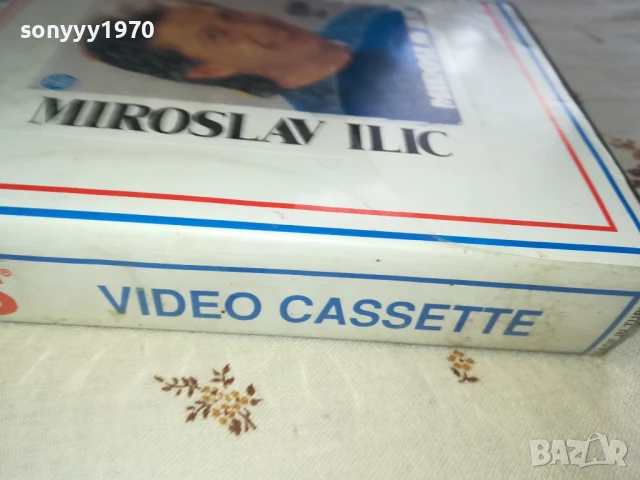 sonyyy1970
MIROSLAV ILIC
VIDEO CASSETTE
BAZAR